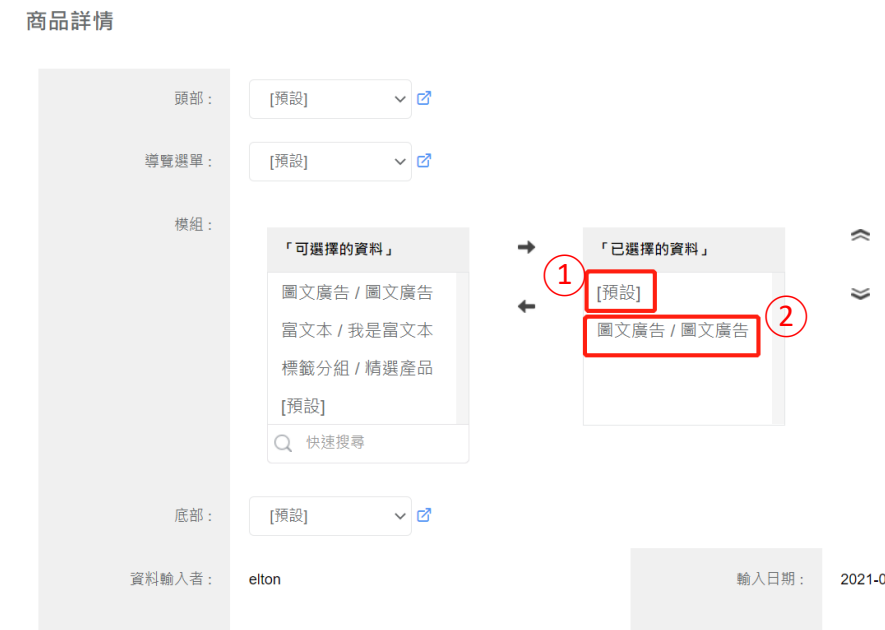 商品詳情
頭部 :
[預設]
導覽選單 :
[預設]
模組 :
「可選擇的資料」
圖文廣告 / 圖文廣告
富文本 / 我是富文本
標籤分組 / 精選產品
[預設]
快速搜尋
「已選擇的資料」
1
[預設]
圖文廣告 / 圖文廣告
2
底部 :
[預設]
資料輸入者 :
elton
輸入日期 :
2021-0